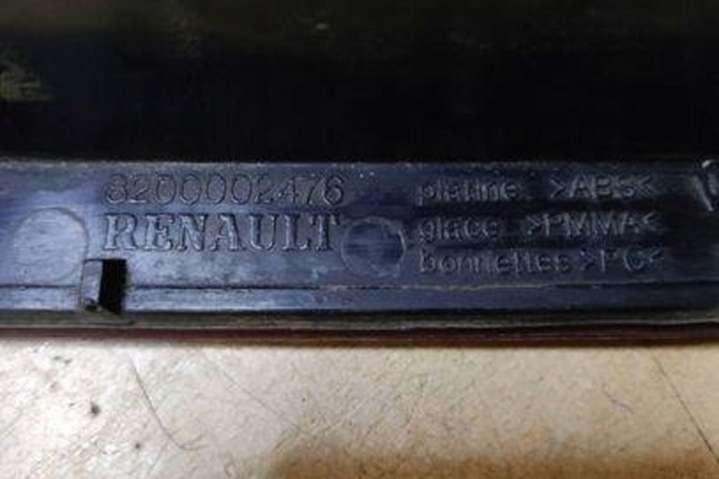 8200002476
RENAULT
platine >ABS<
glace >PMMA<
bonnettes >PC<